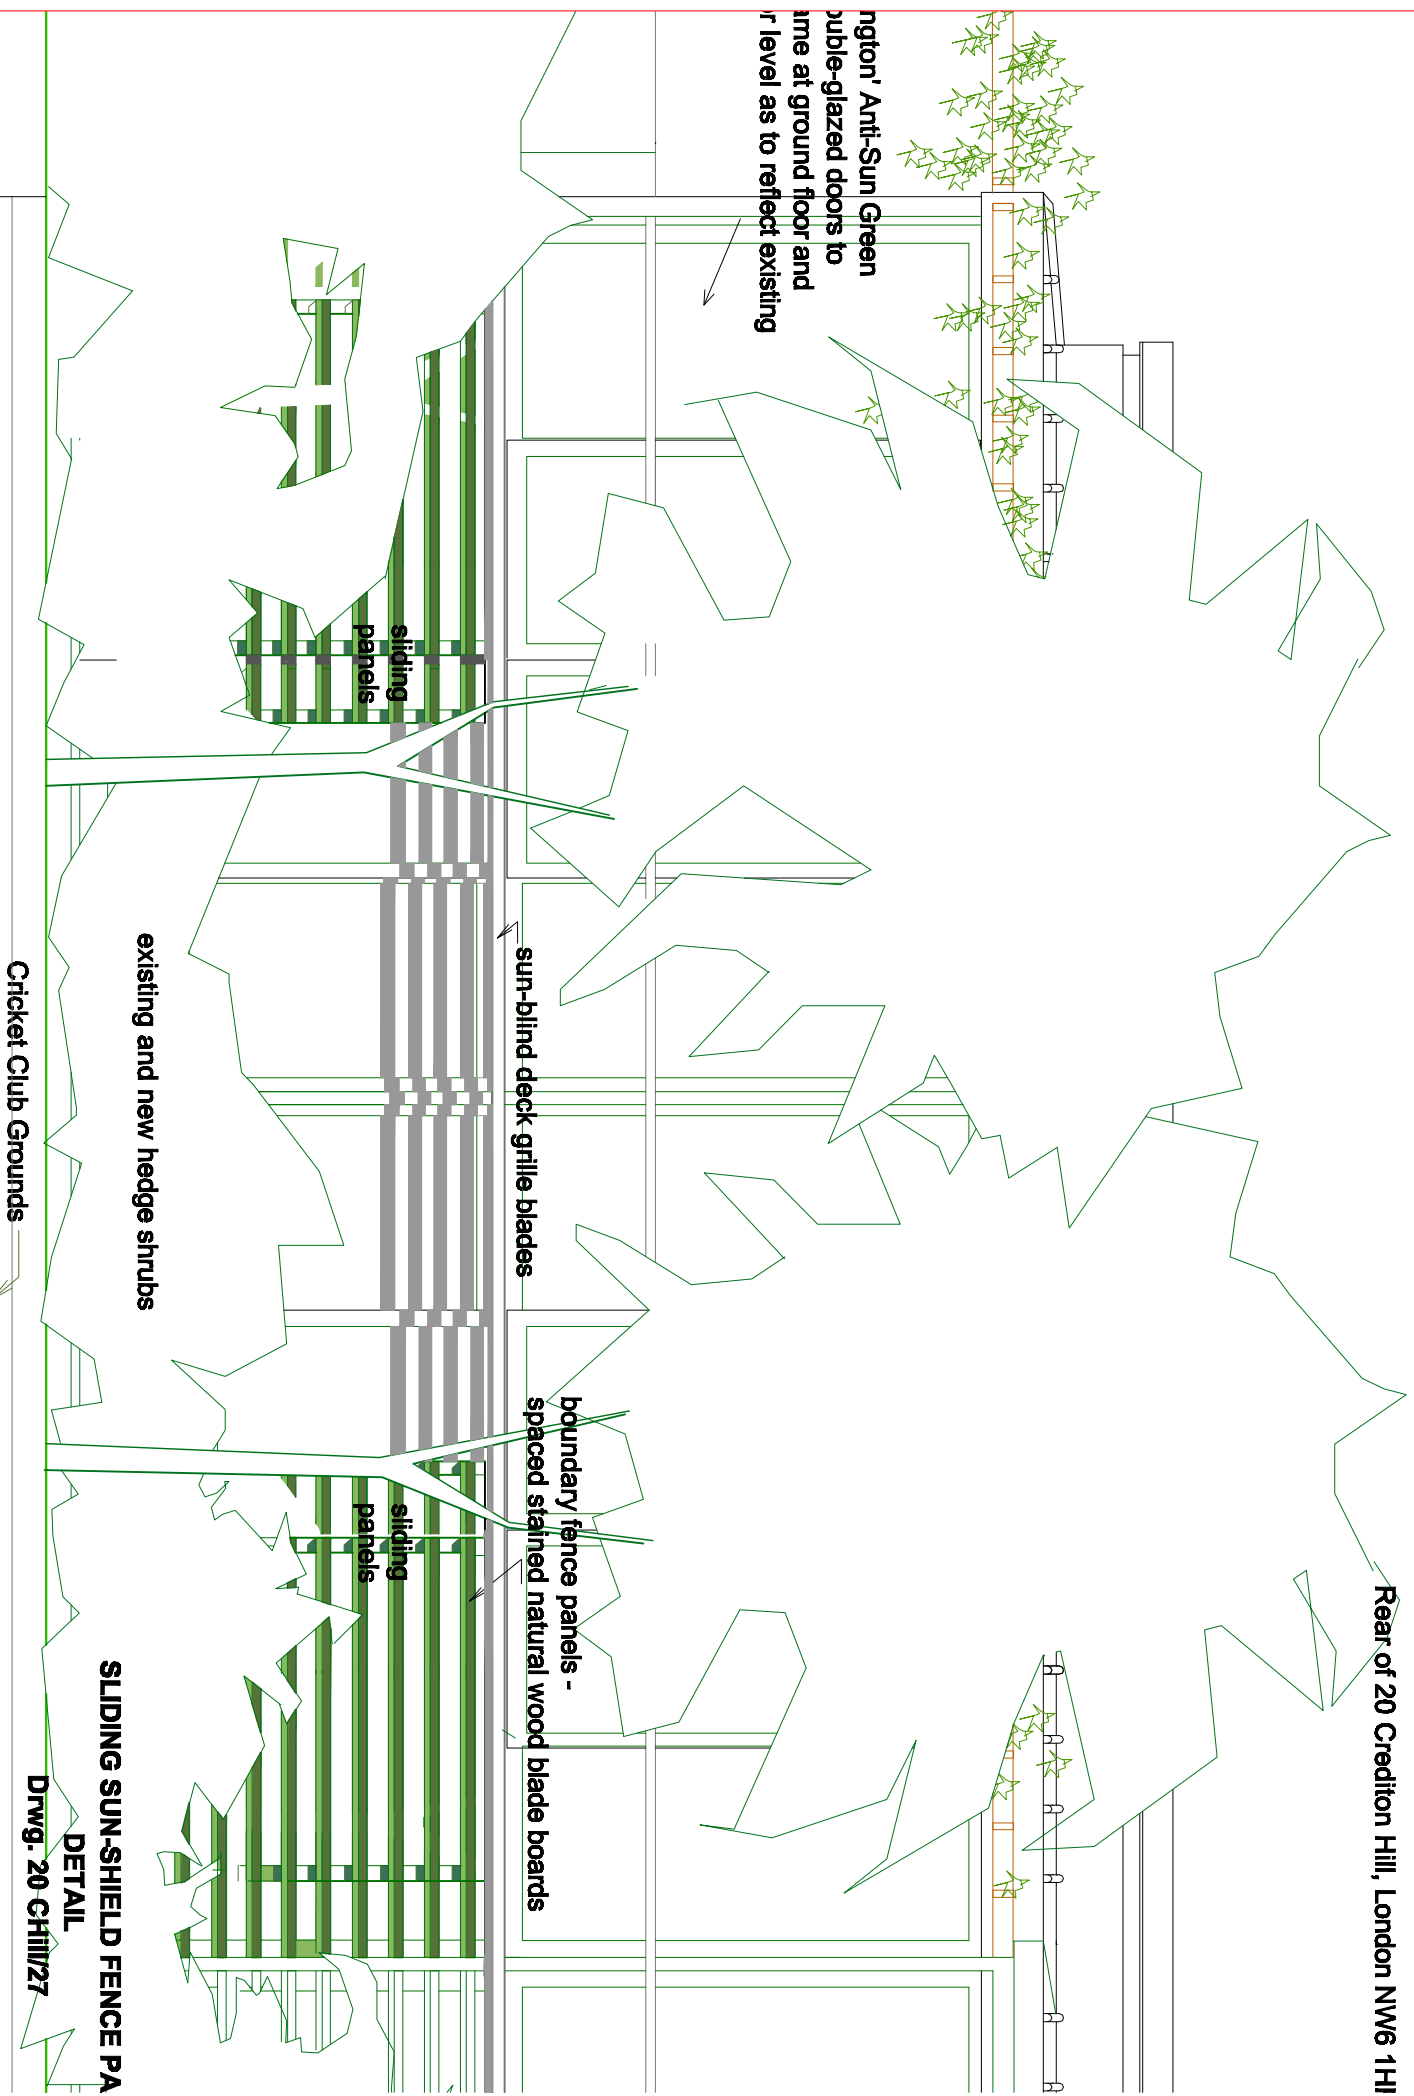 Rear of 20 Crediton Hill, London NW6 1H
ngton' Anti-Sun Green
ouble-glazed doors to
ame at ground floor and
r level as to reflect existing
boundary fence panels -
spaced stained natural wood blade boards
sun-blind deck grille blades
sliding
panels
sliding
panels
existing and new hedge shrubs
SLIDING SUN-SHIELD FENCE PA
DETAIL
Drwg. 20 CHill/27
Cricket Club Grounds